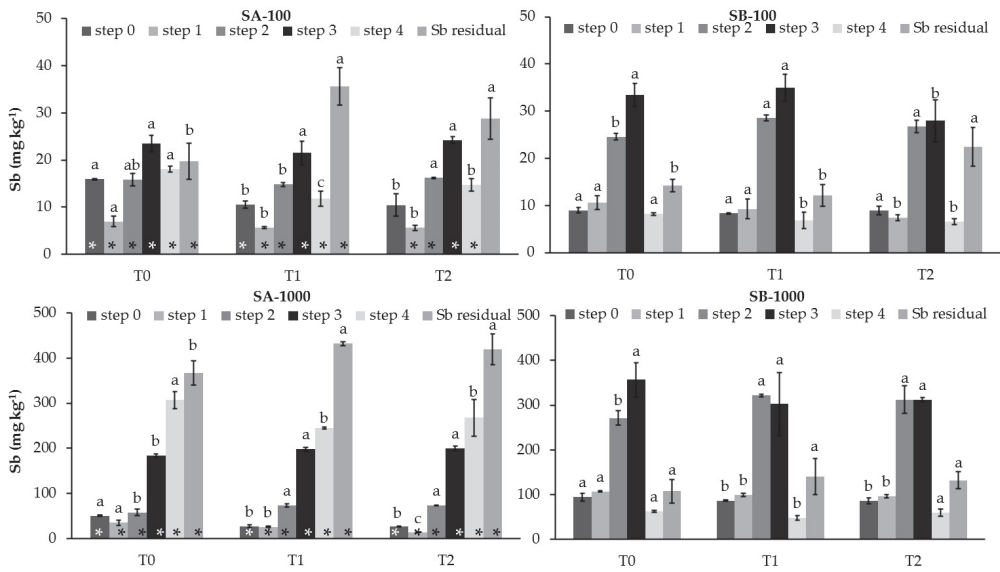 SA-100
step 0 step 1 step 2 step 3 step 4 Sb residual
Sb (mg kg⁻¹)
50
40
30
20
10
0
a a ab a a b
b b b a c a
b b a a b a
* * * * * *
* * * * * *
* * * * *
T0 T1 T2
SB-100
step 0 step 1 step 2 step 3 step 4 Sb residual
50
40
30
20
10
0
a a b a a b
a a a a b b
a b a b b a
T0 T1 T2
SA-1000
step 0 step 1 step 2 step 3 step 4 Sb residual
Sb (mg kg⁻¹)
500
400
300
200
100
0
a a b b a b
b b a a b a
b c a a b a
* * * * * *
* * * * * *
* * * * * *
T0 T1 T2
SB-1000
step 0 step 1 step 2 step 3 step 4 Sb residual
500
400
300
200
100
0
a a b a a a
b b a a b a
b b a a a a
T0 T1 T2